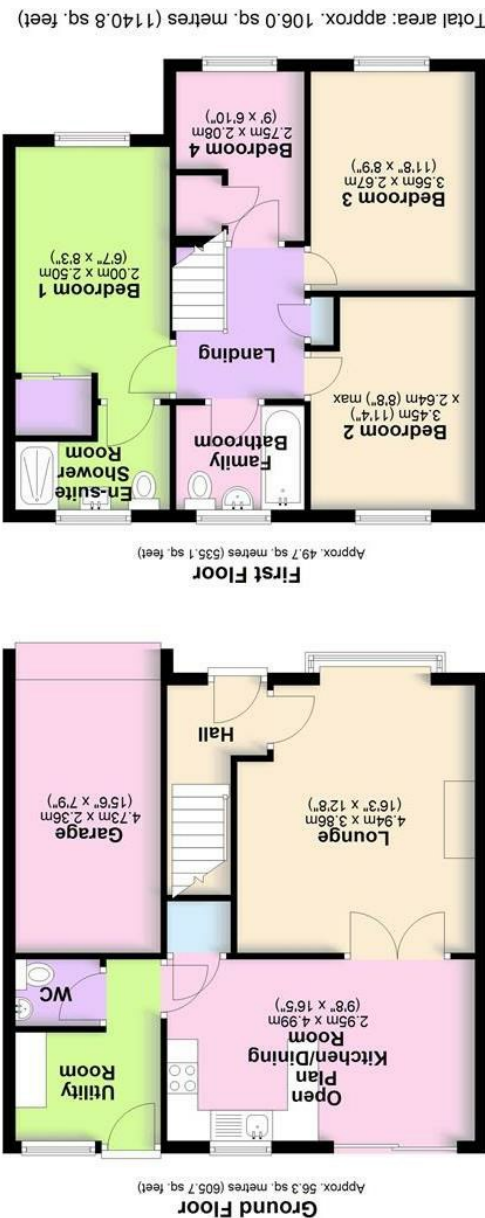 Ground Floor
Approx. 56.3 sq. metres (605.7 sq. feet)
Open
Plan
Kitchen/Dining
Room
2.95m x 4.99m
(9'8" x 16'5")
Utility
Room
WC
Lounge
4.94m x 3.86m
(16'3" x 12'8")
Garage
4.73m x 2.36m
(15'6" x 7'9")
Hall
First Floor
Approx. 49.7 sq. metres (535.1 sq. feet)
Bedroom 2
3.45m (11'4")
x 2.64m (8'8") max
Family
Bathroom
En-suite
Shower
Room
Landing
Bedroom 1
2.00m x 2.50m
(6'7" x 8'3")
Bedroom 3
3.56m x 2.67m
(11'8" x 8'9")
Bedroom 4
2.75m x 2.08m
(9' x 6'10")
Total area: approx. 106.0 sq. metres (1140.8 sq. feet)